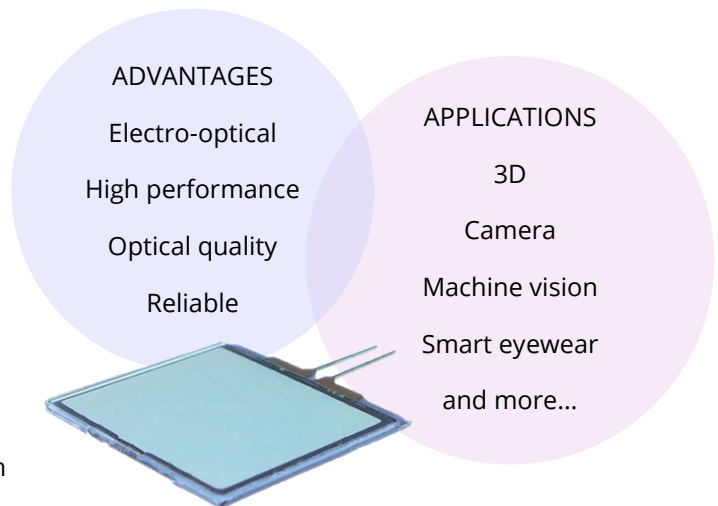 ADVANTAGES
Electro-optical
High performance
Optical quality
Reliable
APPLICATIONS
3D
Camera
Machine vision
Smart eyewear
and more...